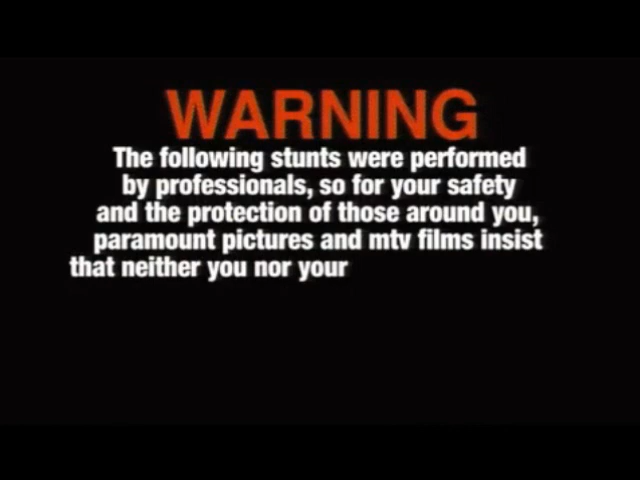 WARNING
The following stunts were performed
by professionals, so for your safety
and the protection of those around you,
paramount pictures and mtv films insist
that neither you nor your